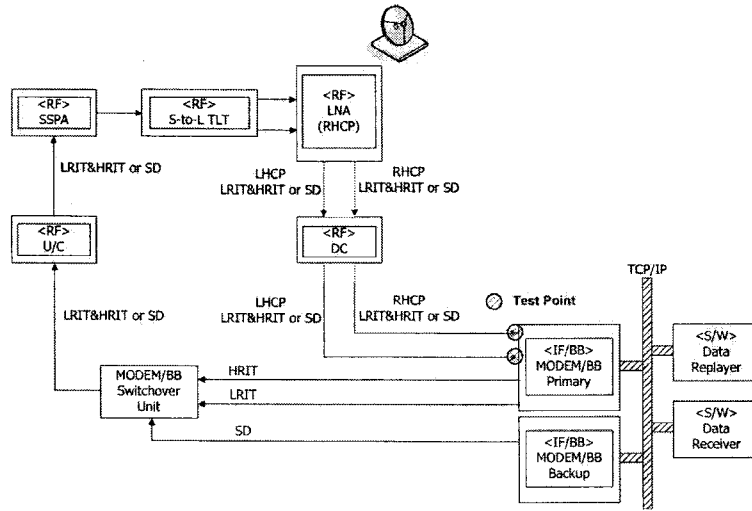 <RF>
SSPA
<RF>
S-to-L TLT
<RF>
LNA
(RHCP)
LRIT&HRIT or SD
LHCP
LRIT&HRIT or SD
RHCP
LRIT&HRIT or SD
<RF>
U/C
<RF>
DC
TCP/IP
LRIT&HRIT or SD
LHCP
LRIT&HRIT or SD
RHCP
LRIT&HRIT or SD
Test Point
MODEM/BB
Switchover
Unit
HRIT
LRIT
SD
<IF/BB>
MODEM/BB
Primary
<S/W>
Data
Replayer
<IF/BB>
MODEM/BB
Backup
<S/W>
Data
Receiver